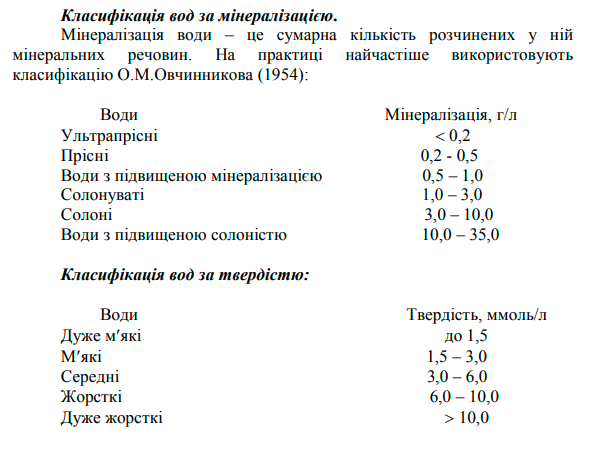 Класифікація вод за мінералізацією.
Мінералізація води – це сумарна кількість розчинених у ній
мінеральних речовин. На практиці найчастіше використовують
класифікацію О.М.Овчинникова (1954):
Води Мінералізація, г/л
Ультрапрісні < 0,2
Прісні 0,2 - 0,5
Води з підвищеною мінералізацією 0,5 – 1,0
Солонуваті 1,0 – 3,0
Солоні 3,0 – 10,0
Води з підвищеною солоністю 10,0 – 35,0
Класифікація вод за твердістю:
Води Твердість, ммоль/л
Дуже м′які до 1,5
М′які 1,5 – 3,0
Середні 3,0 – 6,0
Жорсткі 6,0 – 10,0
Дуже жорсткі > 10,0